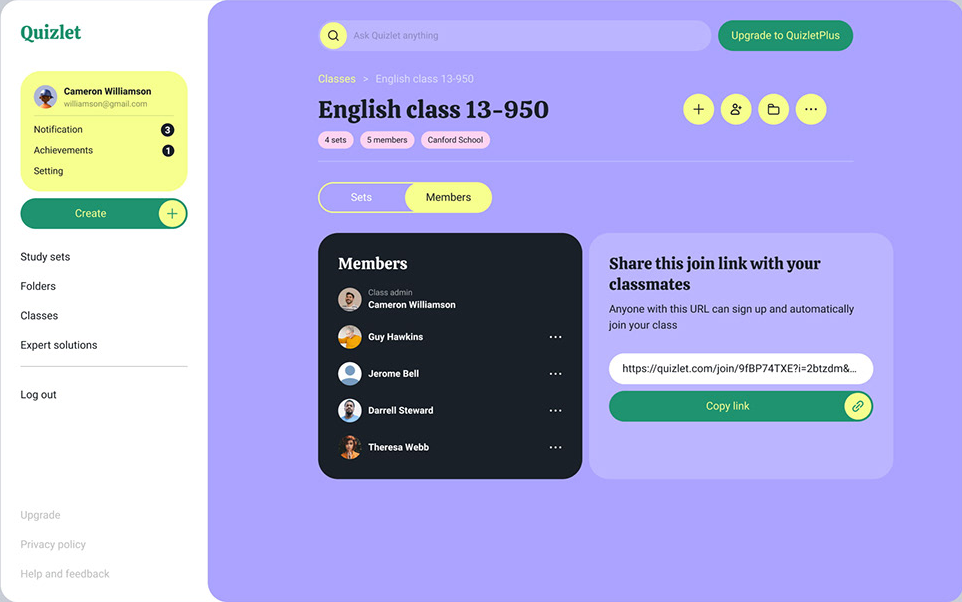 Quizlet
Cameron Williamson
williamson@gmail.com
Notification 3
Achievements 1
Setting
Create
Study sets
Folders
Classes
Expert solutions
Log out
Upgrade
Privacy policy
Help and feedback
Ask Quizlet anything
Upgrade to QuizletPlus
Classes > English class 13-950
English class 13-950
4 sets 5 members Canford School
Sets Members
Members
Class admin
Cameron Williamson
Guy Hawkins
Jerome Bell
Darrell Steward
Theresa Webb
Share this join link with your
classmates
Anyone with this URL can sign up and automatically
join your class
https://quizlet.com/join/9fBP74TXE?i=2btzdm&...
Copy link